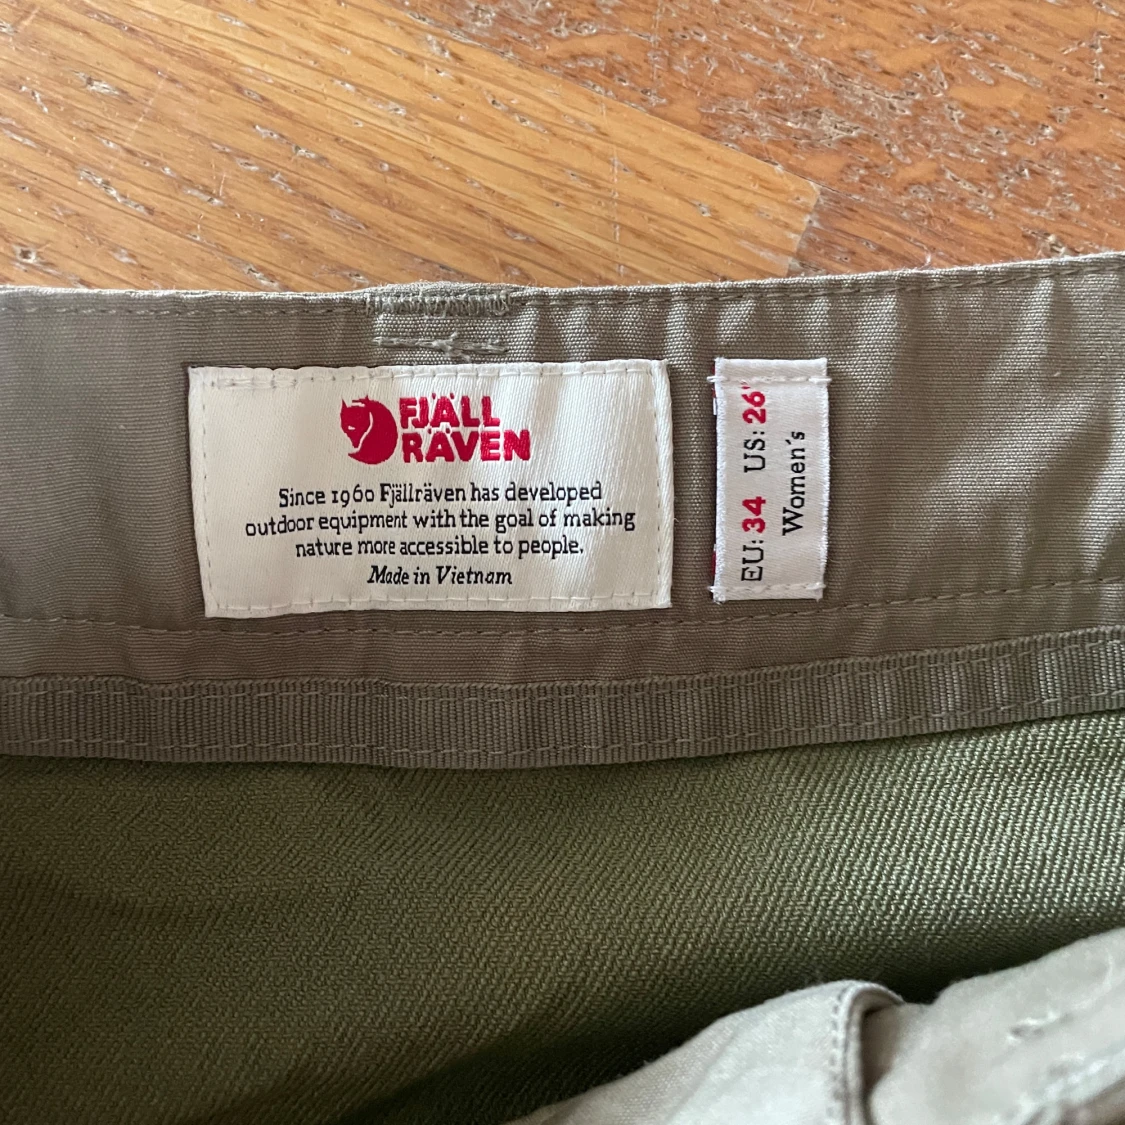 FJÄLL
RÄVEN
Since 1960 Fjällräven has developed
outdoor equipment with the goal of making
nature more accessible to people.
Made in Vietnam
EU: 34 US: 26"
Women's